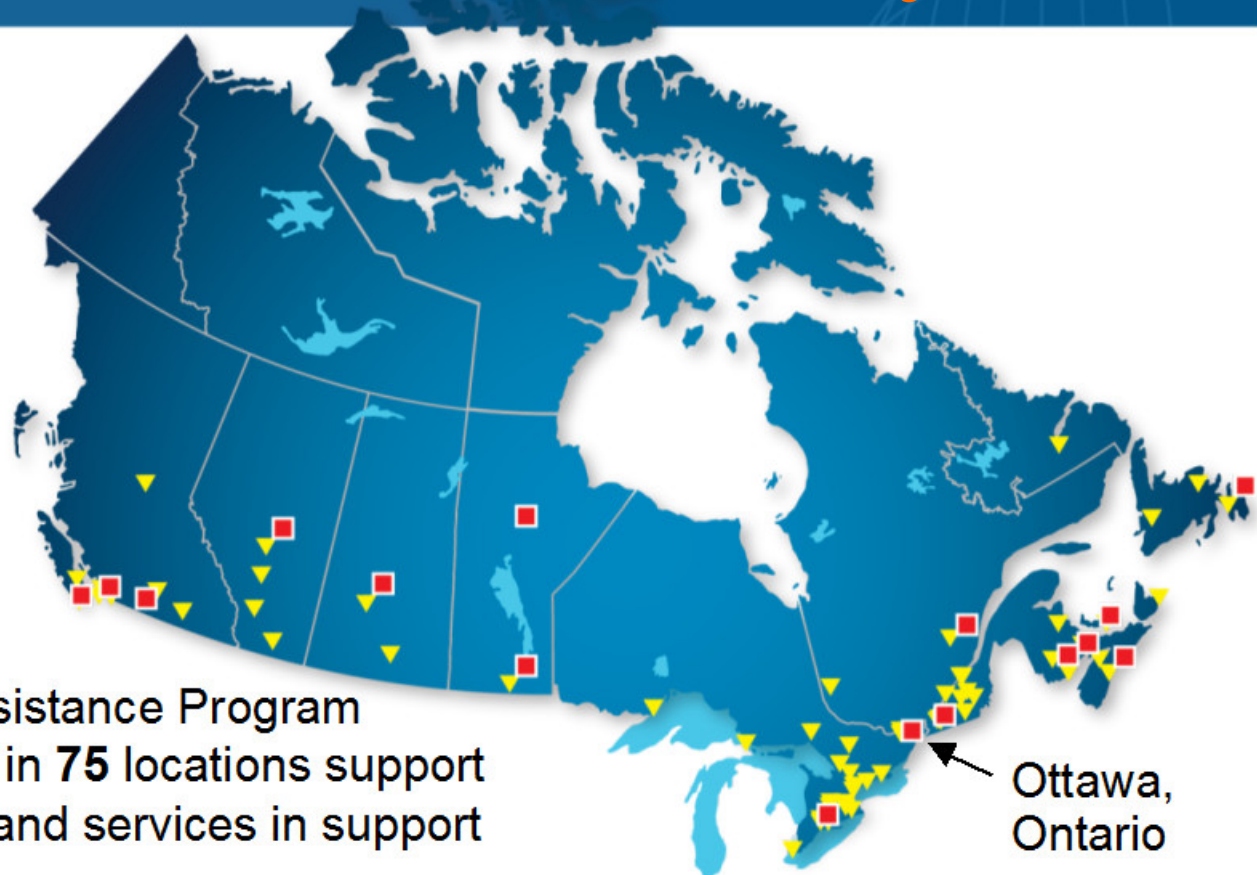 sistance Program
in 75 locations support
and services in support
Ottawa,
Ontario